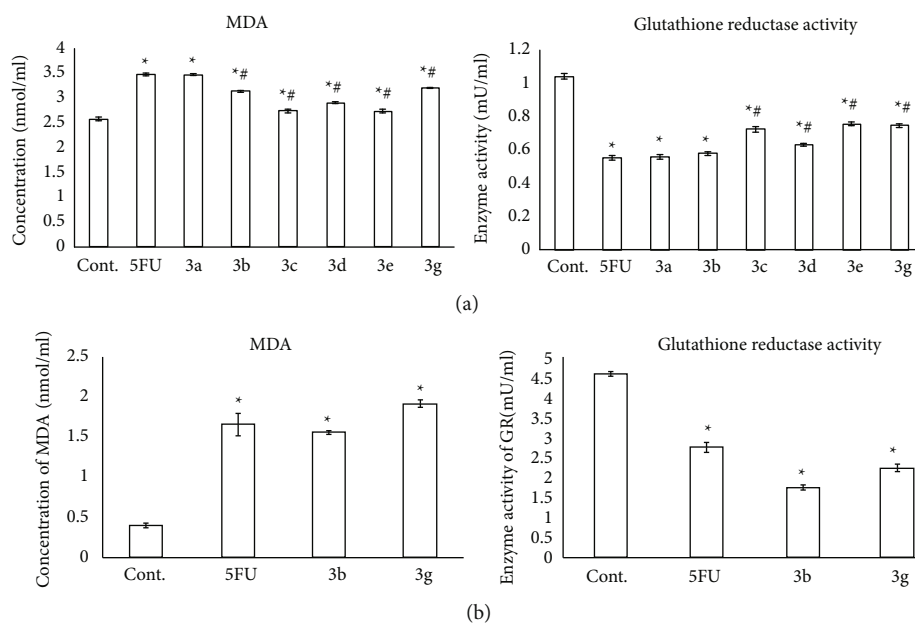 MDA
Concentration (nmol/ml)
4
3.5
3
2.5
2
1.5
1
0.5
0
* * *# *# *# *# *#
Cont. 5FU 3a 3b 3c 3d 3e 3g
Glutathione reductase activity
Enzyme activity (mU/ml)
1.2
1
0.8
0.6
0.4
0.2
0
* * * *# *# *# *#
Cont. 5FU 3a 3b 3c 3d 3e 3g
(a)
MDA
Concentration of MDA (nmol/ml)
2.5
2
1.5
1
0.5
0
* * *
Cont. 5FU 3b 3g
Glutathione reductase activity
Enzyme activity of GR(mU/ml)
5
4.5
4
3.5
3
2.5
2
1.5
1
0.5
0
* * *
Cont. 5FU 3b 3g
(b)